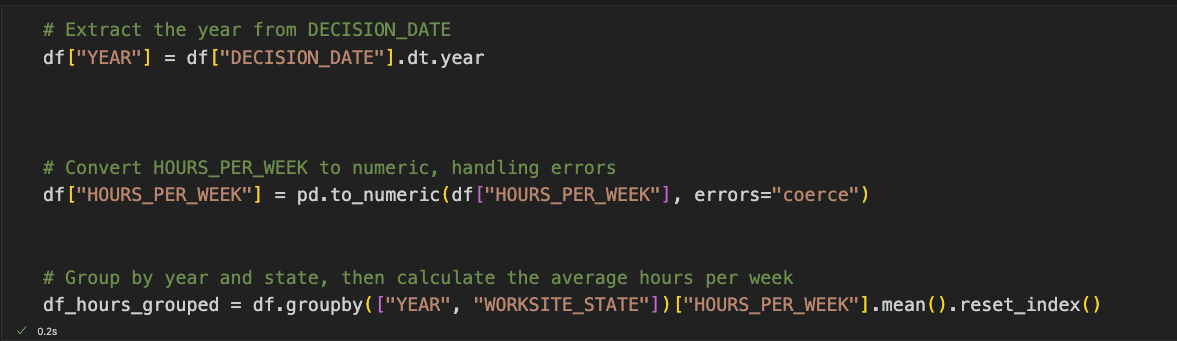 # Extract the year from DECISION_DATE
df["YEAR"] = df["DECISION_DATE"].dt.year
# Convert HOURS_PER_WEEK to numeric, handling errors
df["HOURS_PER_WEEK"] = pd.to_numeric(df["HOURS_PER_WEEK"], errors="coerce")
# Group by year and state, then calculate the average hours per week
df_hours_grouped = df.groupby(["YEAR", "WORKSITE_STATE"])["HOURS_PER_WEEK"].mean().reset_index()
✓ 0.2s